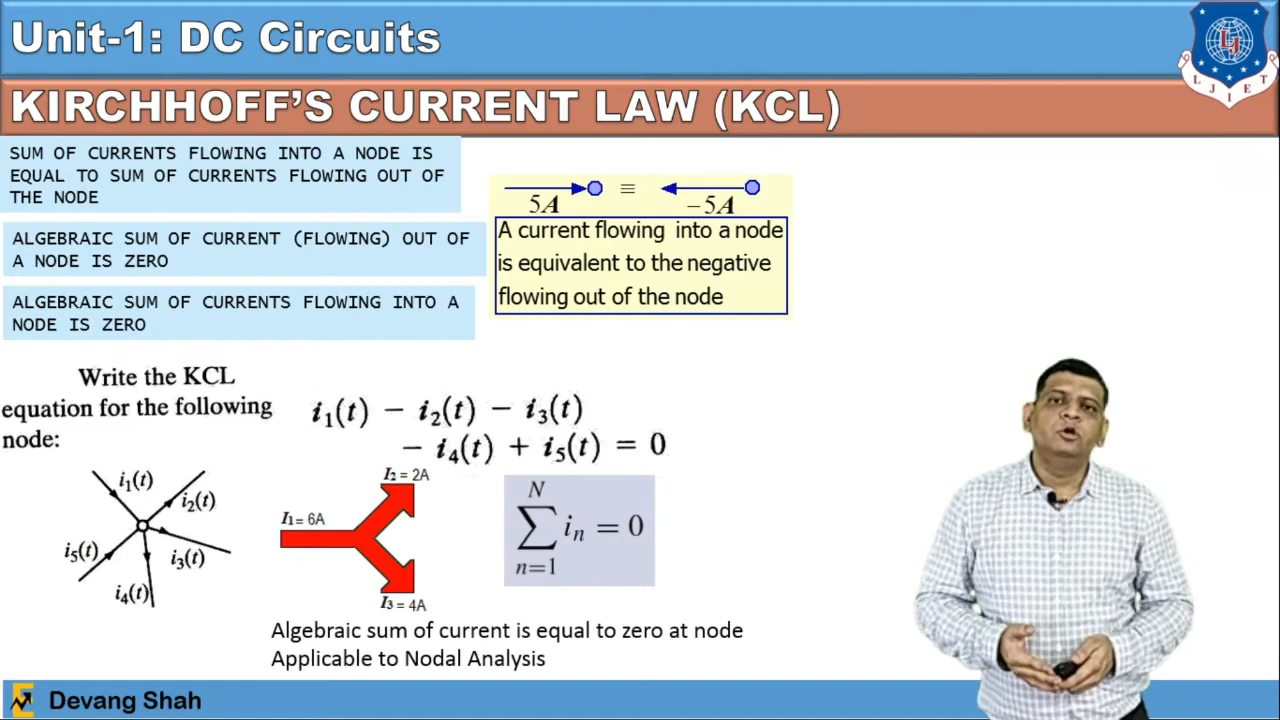 Unit-1: DC Circuits
L J I E T
KIRCHHOFF'S CURRENT LAW (KCL)
SUM OF CURRENTS FLOWING INTO A NODE IS
EQUAL TO SUM OF CURRENTS FLOWING OUT OF
THE NODE
ALGEBRAIC SUM OF CURRENT (FLOWING) OUT OF
A NODE IS ZERO
ALGEBRAIC SUM OF CURRENTS FLOWING INTO A
NODE IS ZERO
5A ≡ −5A
A current flowing into a node
is equivalent to the negative
flowing out of the node
Write the KCL
equation for the following
node:
i₁(t) − i₂(t) − i₃(t)
− i₄(t) + i₅(t) = 0
i₁(t)
i₂(t)
i₅(t)
i₃(t)
i₄(t)
I₂ = 2A
I₁ = 6A
I₃ = 4A
N
∑ iₙ = 0
n=1
Algebraic sum of current is equal to zero at node
Applicable to Nodal Analysis
Devang Shah